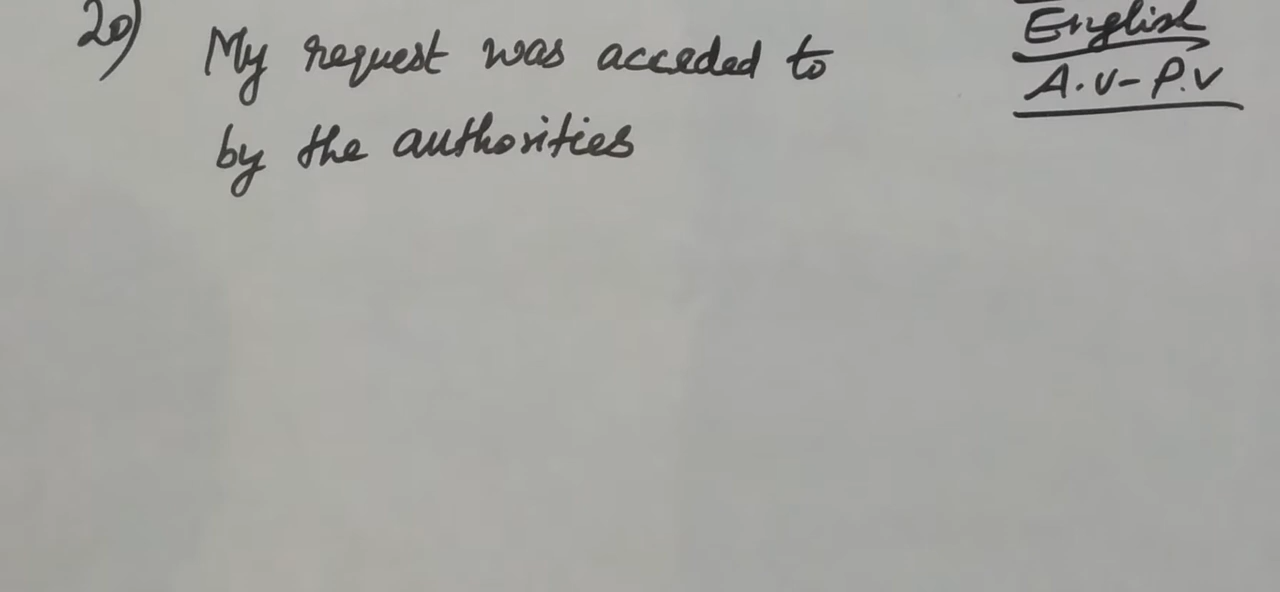 English
A.V-P.V
20) My request was acceded to
by the authorities